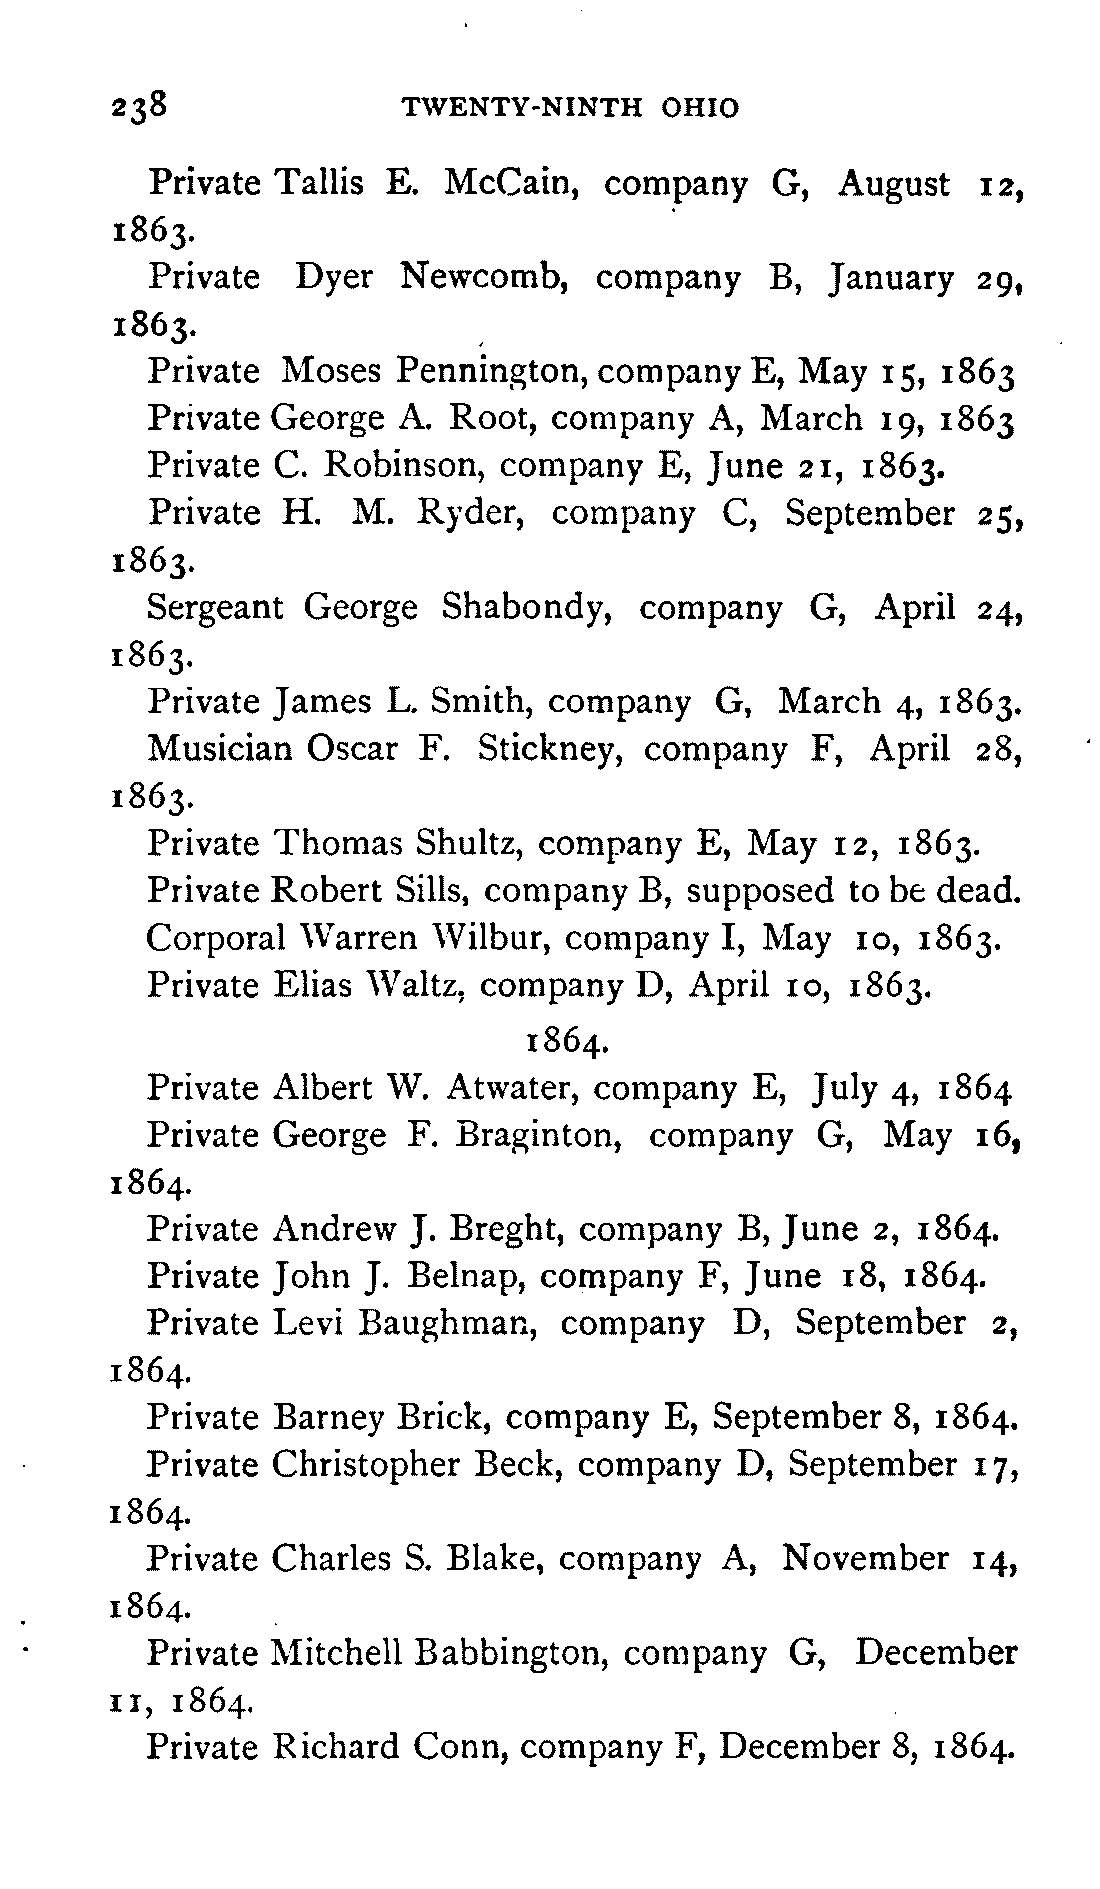 238 TWENTY-NINTH OHIO
Private Tallis E. McCain, company G, August 12,
1863.
Private Dyer Newcomb, company B, January 29,
1863.
Private Moses Pennington, company E, May 15, 1863
Private George A. Root, company A, March 19, 1863
Private C. Robinson, company E, June 21, 1863.
Private H. M. Ryder, company C, September 25,
1863.
Sergeant George Shabondy, company G, April 24,
1863.
Private James L. Smith, company G, March 4, 1863.
Musician Oscar F. Stickney, company F, April 28,
1863.
Private Thomas Shultz, company E, May 12, 1863.
Private Robert Sills, company B, supposed to be dead.
Corporal Warren Wilbur, company I, May 10, 1863.
Private Elias Waltz, company D, April 10, 1863.
1864.
Private Albert W. Atwater, company E, July 4, 1864
Private George F. Braginton, company G, May 16,
1864.
Private Andrew J. Breght, company B, June 2, 1864.
Private John J. Belnap, company F, June 18, 1864.
Private Levi Baughman, company D, September 2,
1864.
Private Barney Brick, company E, September 8, 1864.
Private Christopher Beck, company D, September 17,
1864.
Private Charles S. Blake, company A, November 14,
1864.
Private Mitchell Babbington, company G, December
11, 1864.
Private Richard Conn, company F, December 8, 1864.